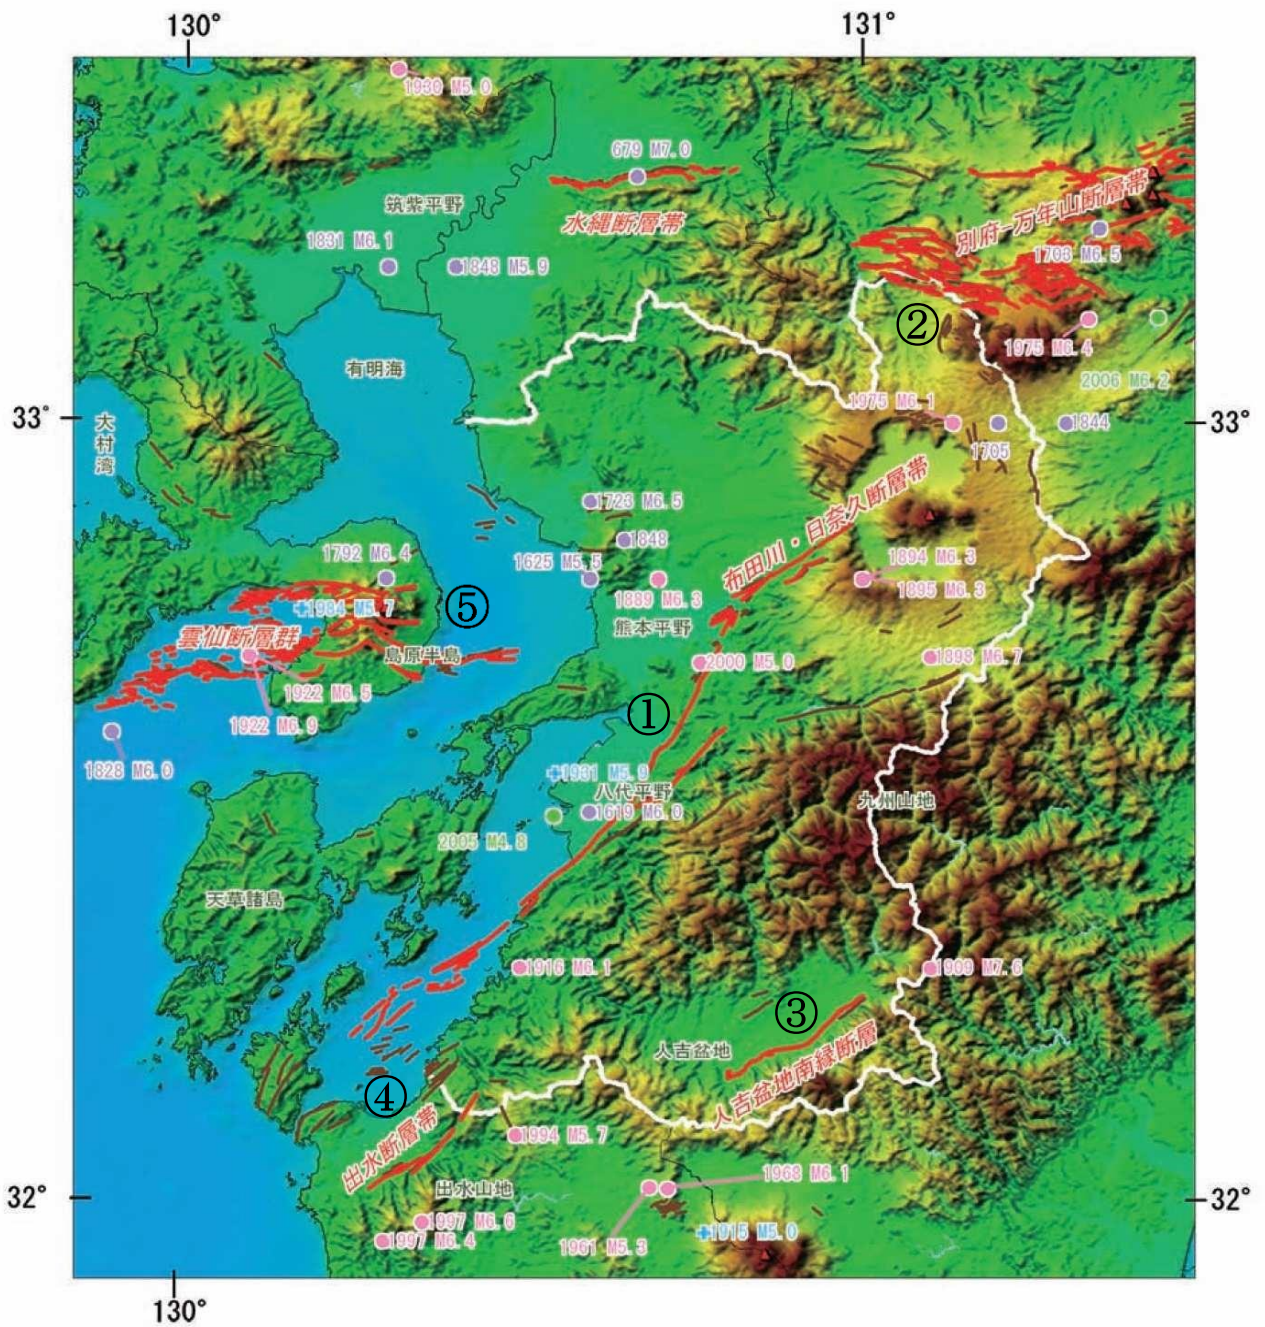 130°
131°
1930 M5.0
679 M7.0
筑紫平野
水縄断層帯
別府-万年山断層帯
1831 M6.1
1848 M5.9
1703 M6.5
②
1975 M6.4
有明海
2006 M6.2
1975 M6.1
33°
大村湾
1844
33°
1705
布田川・日奈久断層帯
1723 M6.5
1848
1792 M6.4
1625 M5.5
1894 M6.3
1889 M6.3
1895 M6.3
1984 M5.7
⑤
熊本平野
雲仙断層群
島原半島
2000 M5.0
1898 M6.7
1922 M6.5
①
1922 M6.9
1828 M6.0
1931 M5.9
八代平野
九州山地
1619 M6.0
2005 M4.8
天草諸島
1916 M6.1
1909 M7.6
③
人吉盆地
人吉盆地南縁断層
④
出水断層帯
1994 M5.7
1968 M6.1
出水山地
32°
32°
1997 M6.6
1997 M6.4
1961 M5.3
1915 M5.0
130°